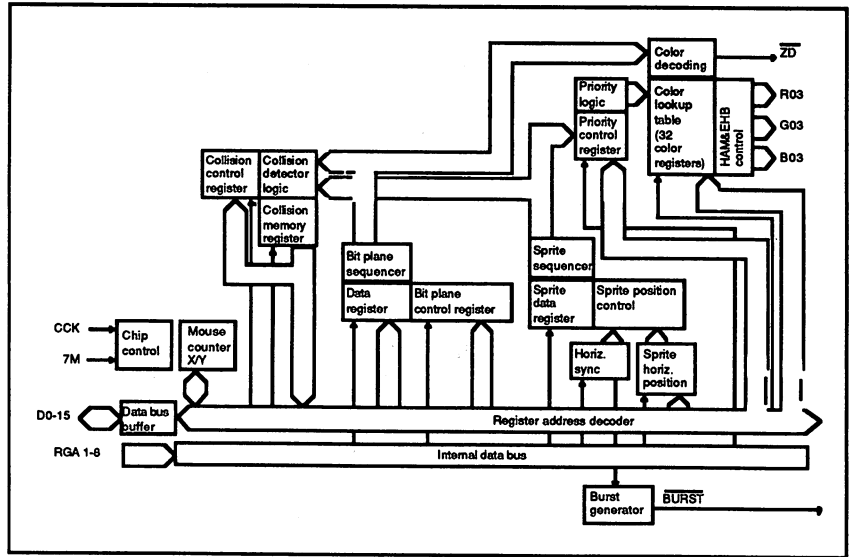 Color
decoding
ZD
Priority
logic
Color
lookup
table
(32
color
registers)
HAM&EHB
control
R03
G03
B03
Priority
control
register
Collision
control
register
Collision
detector
logic
Collision
memory
register
Bit plane
sequencer
Sprite
sequencer
Data
register
Bit plane
control register
Sprite
data
register
Sprite position
control
CCK
7M
Chip
control
Mouse
counter
X/Y
Horiz.
sync
Sprite
horiz.
position
D0-15
Data bus
buffer
Register address decoder
RGA 1-8
Internal data bus
Burst
generator
BURST